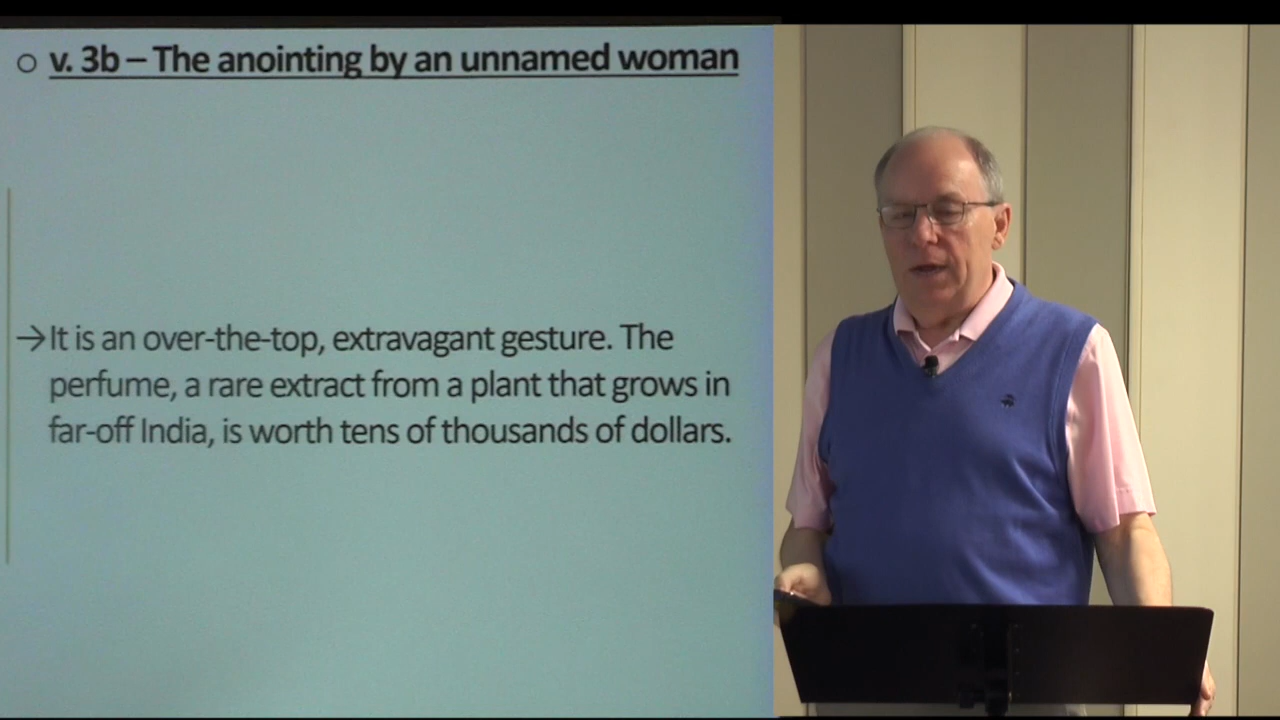 o v. 3b – The anointing by an unnamed woman
→It is an over-the-top, extravagant gesture. The
perfume, a rare extract from a plant that grows in
far-off India, is worth tens of thousands of dollars.